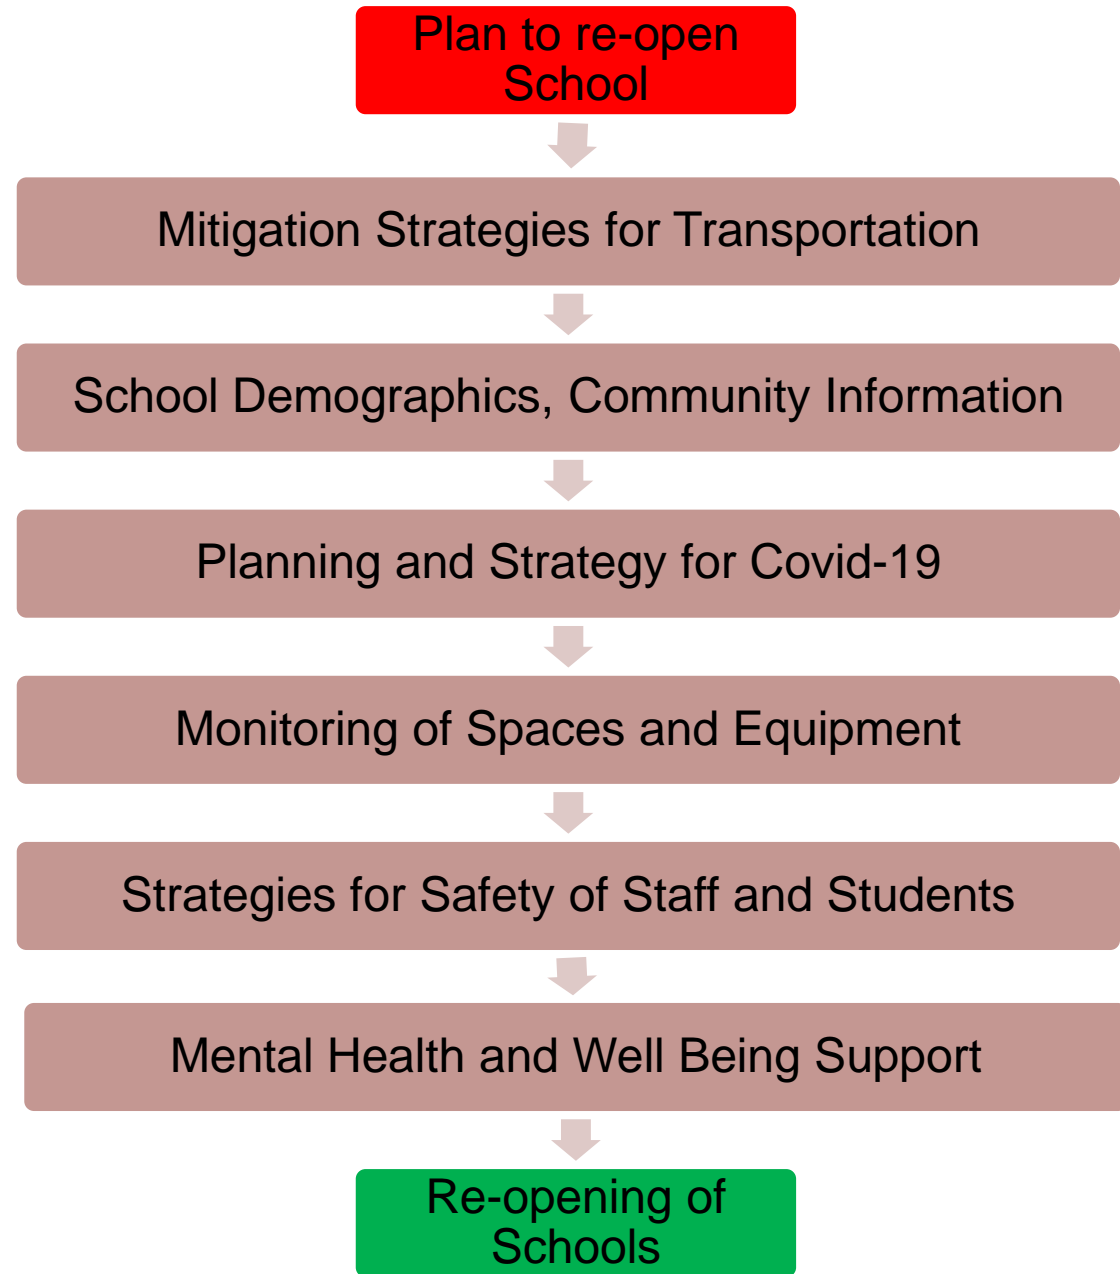 Plan to re-open
School
Mitigation Strategies for Transportation
School Demographics, Community Information
Planning and Strategy for Covid-19
Monitoring of Spaces and Equipment
Strategies for Safety of Staff and Students
Mental Health and Well Being Support
Re-opening of
Schools